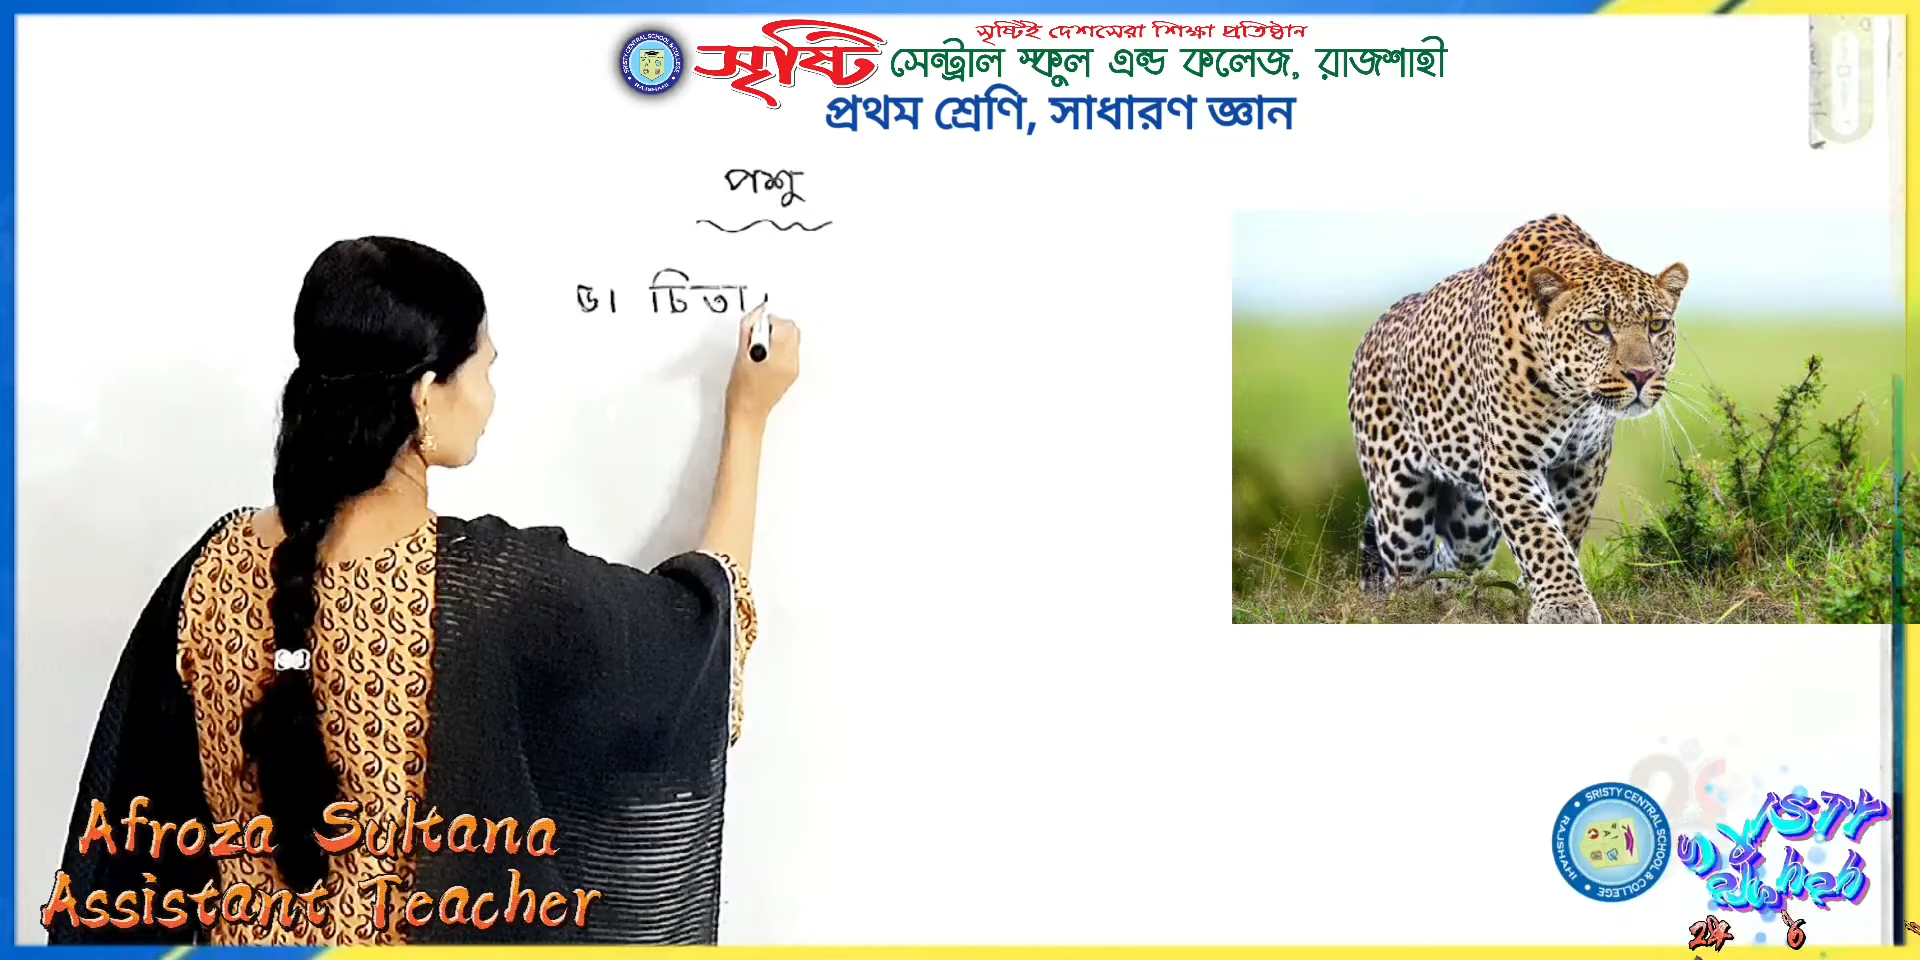 সৃষ্টিই দেশসেরা শিক্ষা প্রতিষ্ঠান
সৃষ্টি সেন্ট্রাল স্কুল এন্ড কলেজ, রাজশাহী
প্রথম শ্রেণি, সাধারণ জ্ঞান
পশু
৬। চিতা
Afroza Sultana
Assistant Teacher
SRISTY CENTRAL SCHOOL & COLLEGE
RAJSHAHI